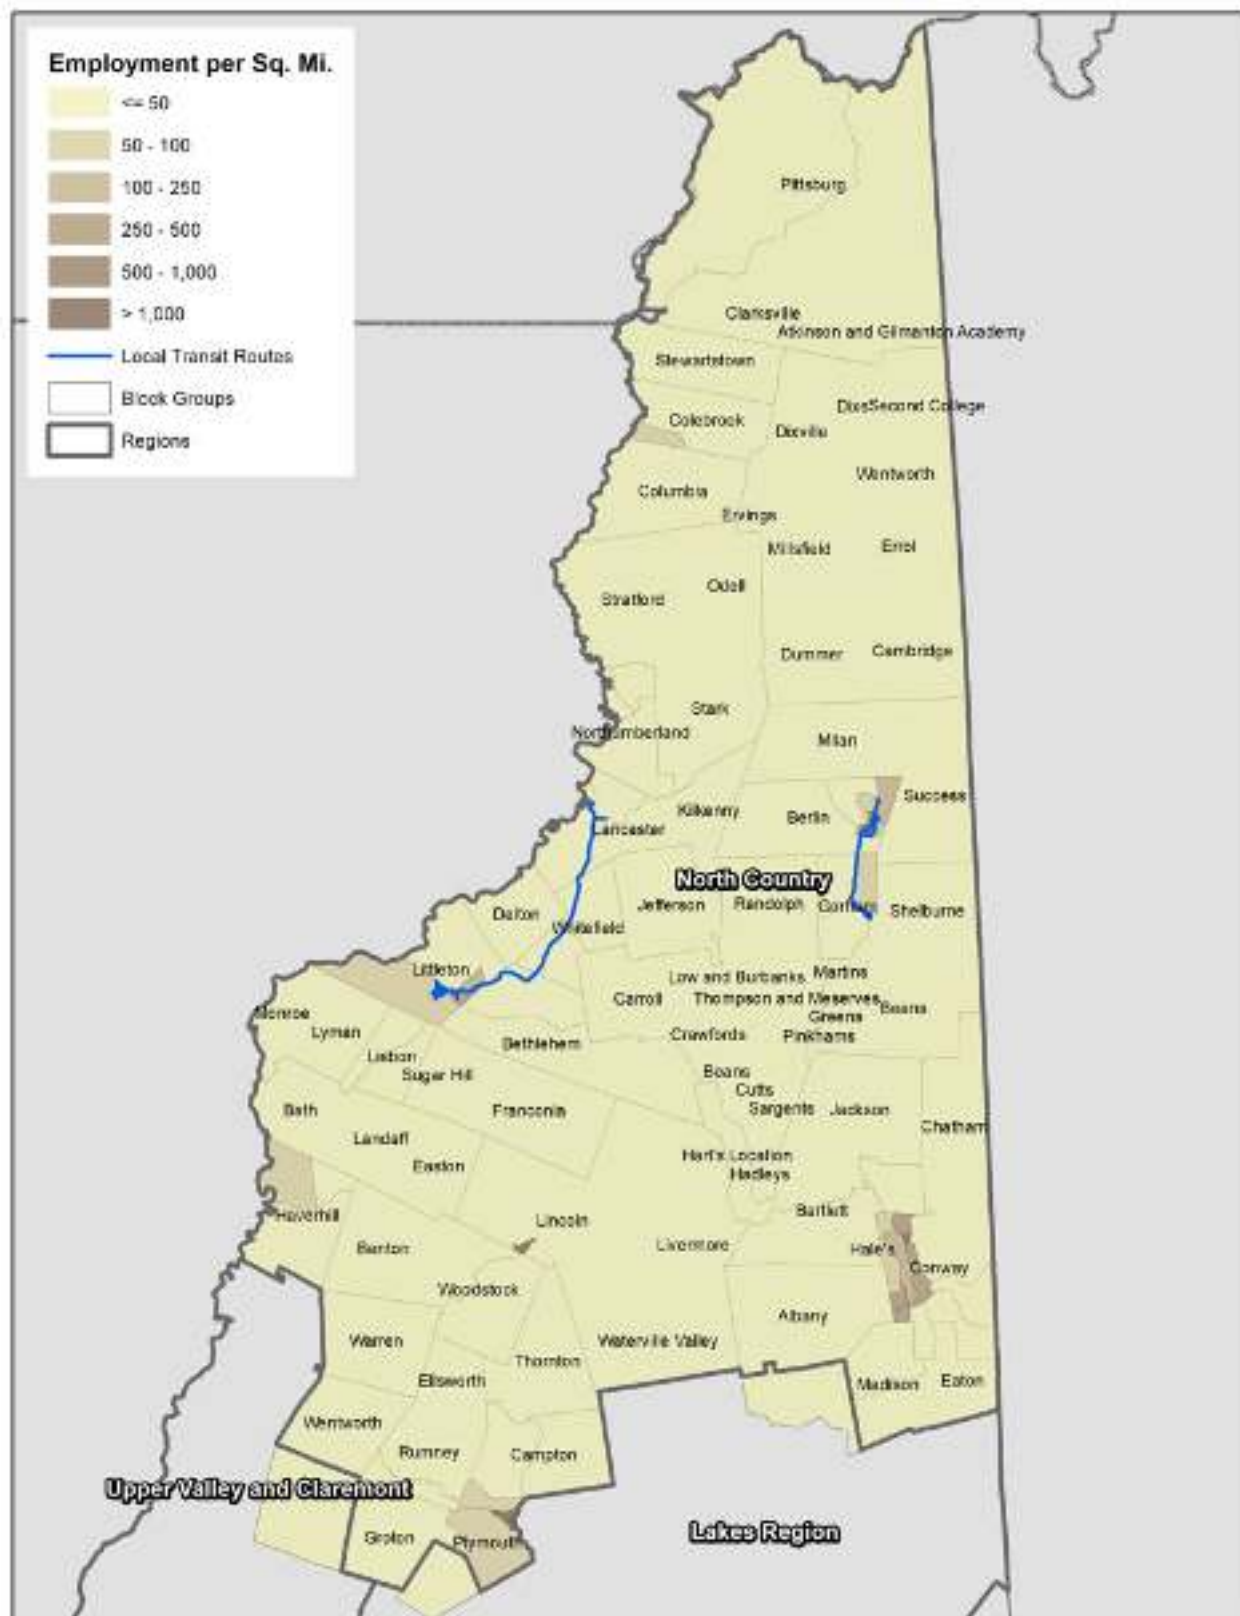 Employment per Sq. Mi.
<= 50
50 - 100
100 - 250
250 - 500
500 - 1,000
> 1,000
Local Transit Routes
Block Groups
Regions
Pittsburg
Clarksville
Atkinson and Gilmanton Academy
Stewartstown
DixsSecond College
Colebrook
Dixville
Wentworth
Columbia
Ervings
Millsfield
Errol
Odell
Stratford
Dummer
Cambridge
Stark
Northumberland
Milan
Success
Kilkenny
Berlin
Lancaster
North Country
Jefferson
Randolph
Gorham
Shelburne
Dalton
Whitefield
Littleton
Low and Burbanks
Martins
Carroll
Thompson and Meserves
Beans
Greens
Monroe
Lyman
Crawfords
Pinkhams
Bethlehem
Lisbon
Sugar Hill
Beans
Cutts
Sargents
Jackson
Bath
Franconia
Chatham
Landaff
Easton
Hart's Location
Hadleys
Haverhill
Lincoln
Bartlett
Benton
Livermore
Hale's
Conway
Woodstock
Albany
Warren
Waterville Valley
Thornton
Ellsworth
Madison
Eaton
Wentworth
Rumney
Campton
Upper Valley and Claremont
Groton
Plymouth
Lakes Region